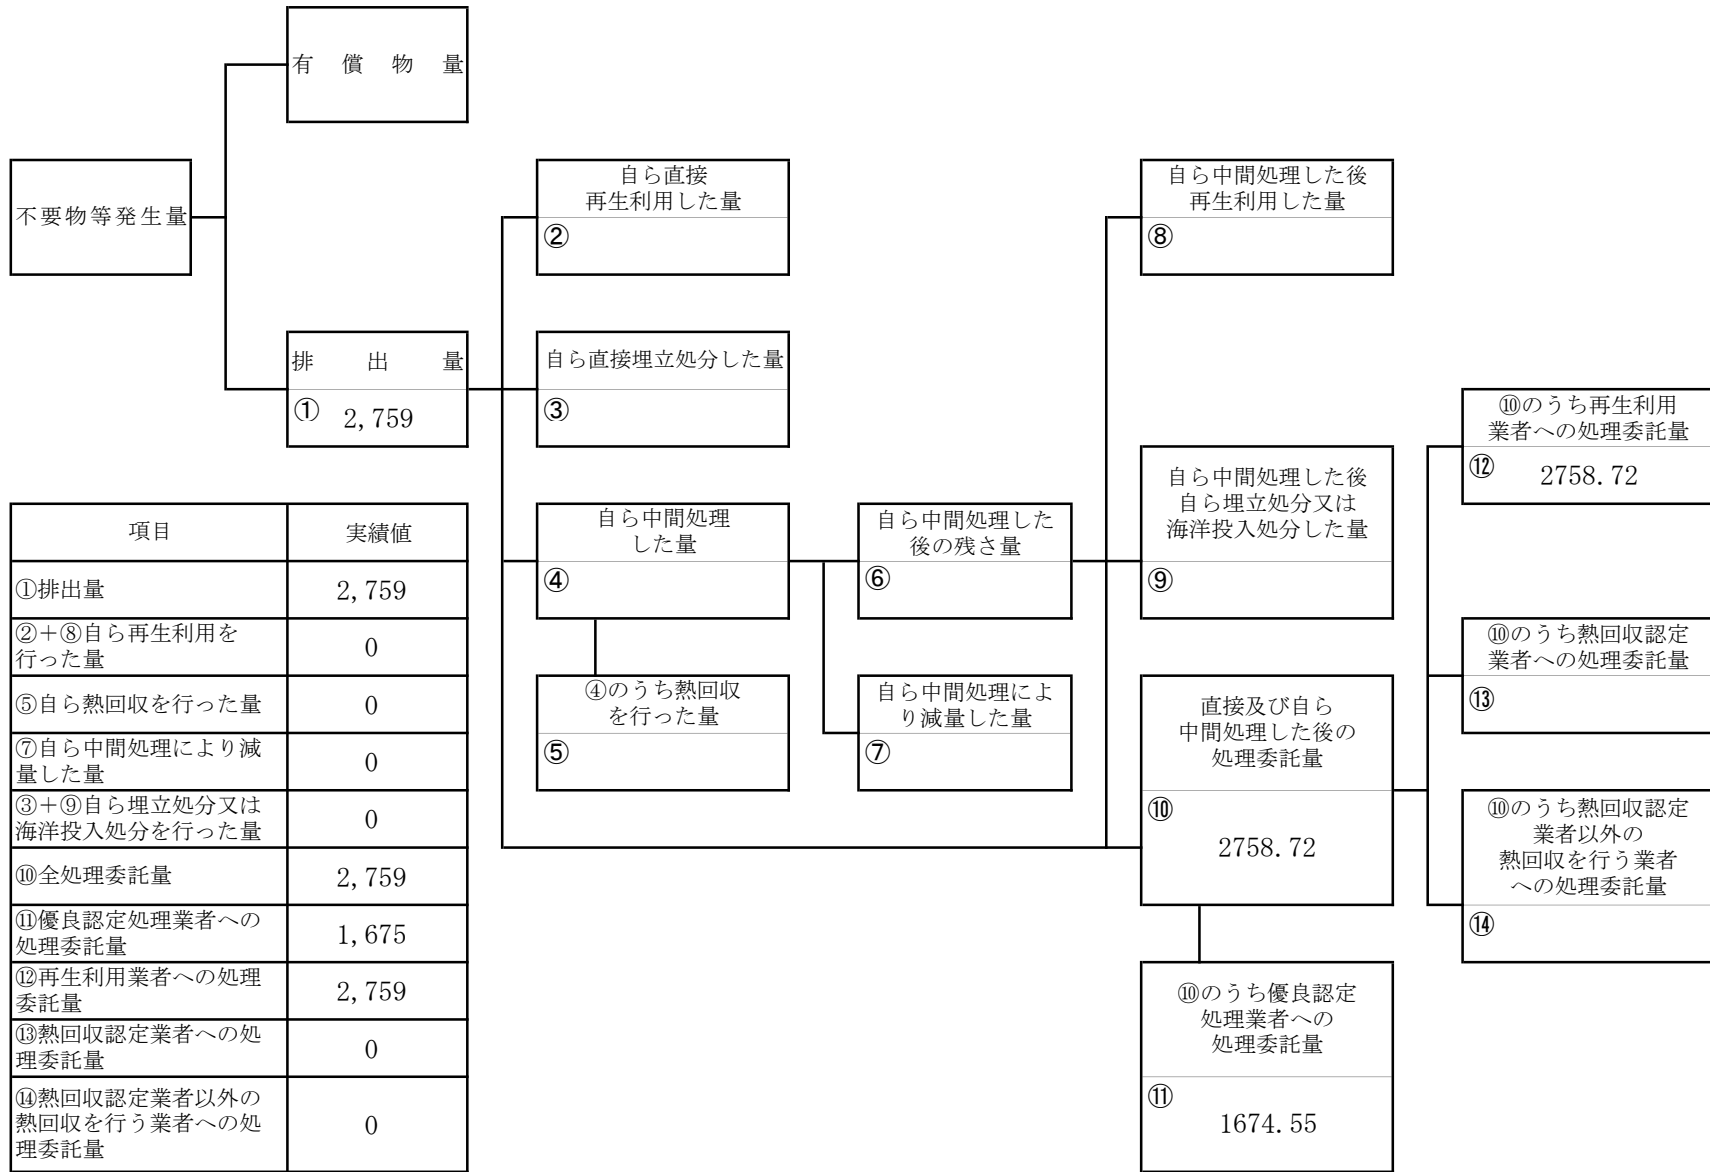 有償物量
不要物等発生量
排出量
① 2,759
自ら直接
再生利用した量
②
自ら直接埋立処分した量
③
自ら中間処理
した量
④
④のうち熱回収
を行った量
⑤
自ら中間処理した
後の残さ量
⑥
自ら中間処理によ
り減量した量
⑦
自ら中間処理した後
再生利用した量
⑧
自ら中間処理した後
自ら埋立処分又は
海洋投入処分した量
⑨
直接及び自ら
中間処理した後の
処理委託量
⑩
2758.72
⑩のうち優良認定
処理業者への
処理委託量
⑪
1674.55
⑩のうち再生利用
業者への処理委託量
⑫ 2758.72
⑩のうち熱回収認定
業者への処理委託量
⑬
⑩のうち熱回収認定
業者以外の
熱回収を行う業者
への処理委託量
⑭
項目 実績値
①排出量 2,759
②＋⑧自ら再生利用を
行った量 0
⑤自ら熱回収を行った量 0
⑦自ら中間処理により減
量した量 0
③＋⑨自ら埋立処分又は
海洋投入処分を行った量 0
⑩全処理委託量 2,759
⑪優良認定処理業者への
処理委託量 1,675
⑫再生利用業者への処理
委託量 2,759
⑬熱回収認定業者への処
理委託量 0
⑭熱回収認定業者以外の
熱回収を行う業者への処
理委託量 0